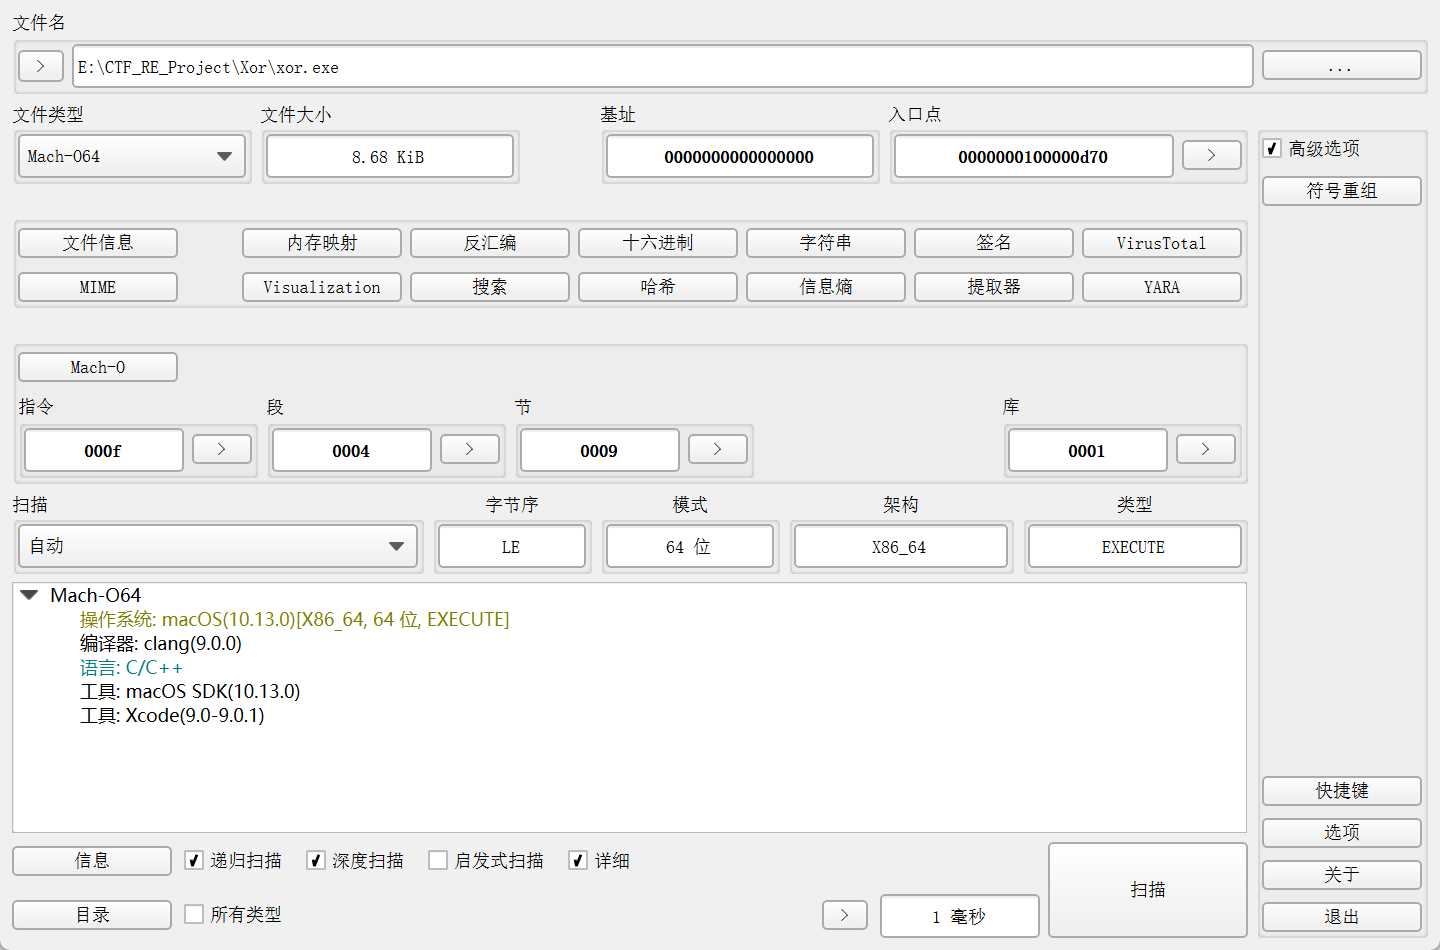 文件名
> E:\CTF_RE_Project\Xor\xor.exe ...
文件类型 文件大小 基址 入口点
Mach-O64 8.68 KiB 0000000000000000 0000000100000d70 >
高级选项
符号重组
文件信息 内存映射 反汇编 十六进制 字符串 签名 VirusTotal
MIME Visualization 搜索 哈希 信息熵 提取器 YARA
Mach-O
指令 段 节 库
000f > 0004 > 0009 > 0001 >
扫描 字节序 模式 架构 类型
自动 LE 64 位 X86_64 EXECUTE
Mach-O64
操作系统: macOS(10.13.0)[X86_64, 64 位, EXECUTE]
编译器: clang(9.0.0)
语言: C/C++
工具: macOS SDK(10.13.0)
工具: Xcode(9.0-9.0.1)
快捷键
选项
关于
退出
信息 递归扫描 深度扫描 启发式扫描 详细
目录 所有类型 > 1 毫秒 扫描